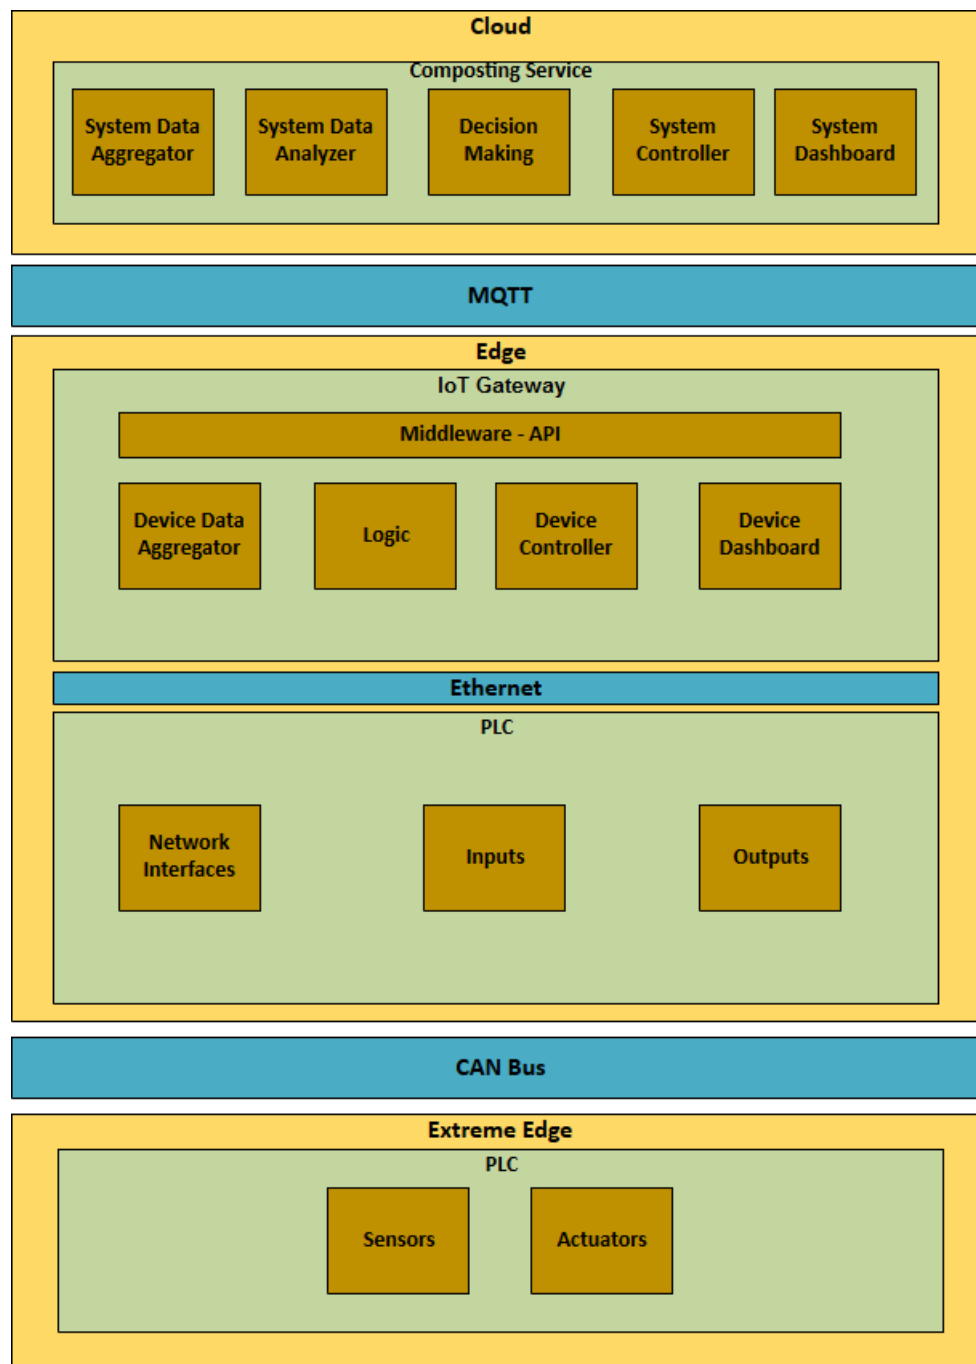 Cloud
Composting Service
System Data
Aggregator
System Data
Analyzer
Decision
Making
System
Controller
System
Dashboard
MQTT
Edge
IoT Gateway
Middleware - API
Device Data
Aggregator
Logic
Device
Controller
Device
Dashboard
Ethernet
PLC
Network
Interfaces
Inputs
Outputs
CAN Bus
Extreme Edge
PLC
Sensors
Actuators